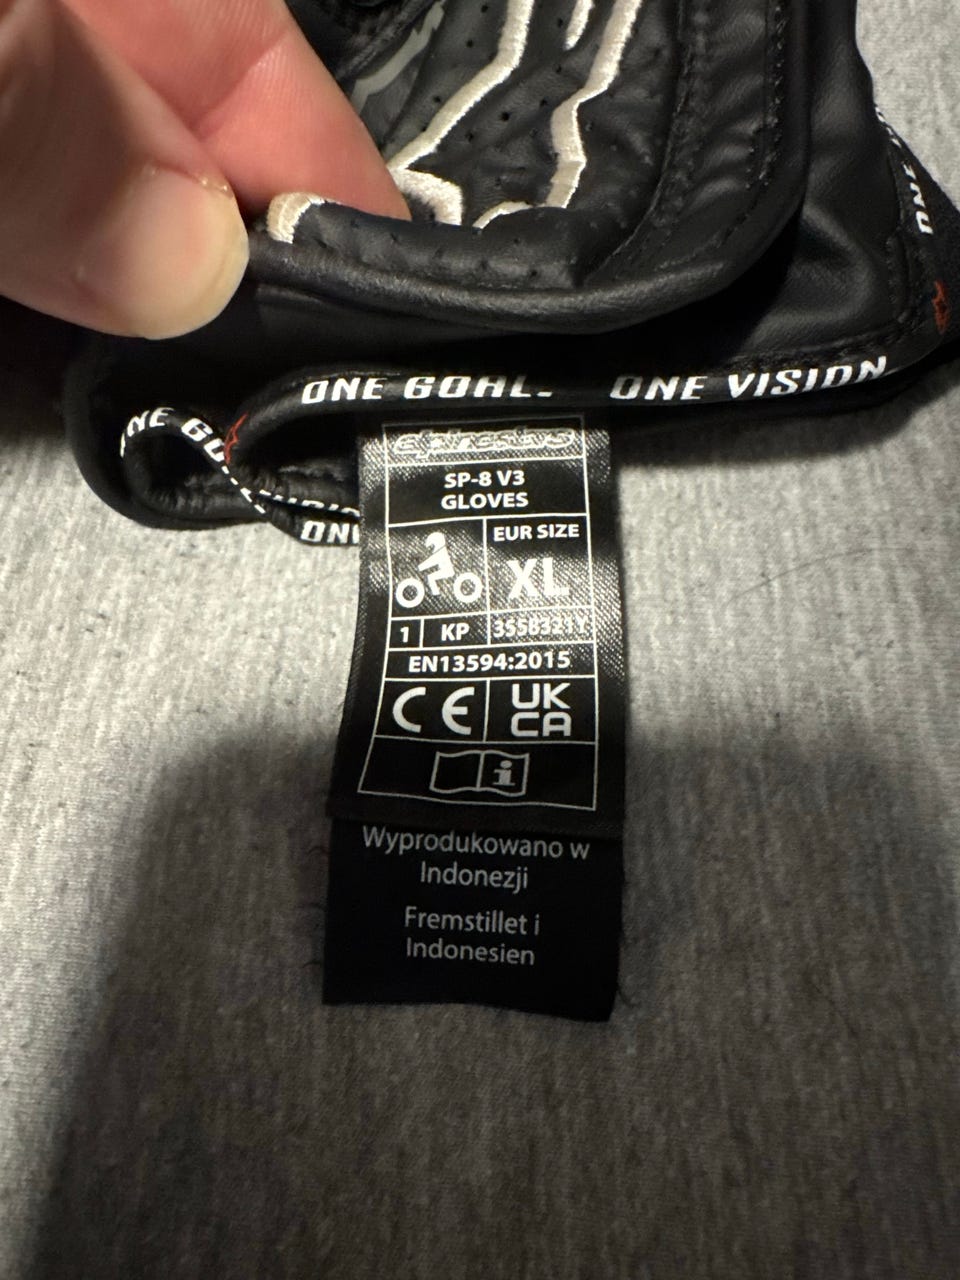 ONE GOAL. ONE VISION
ONE
ONE
alpinestars
SP-8 V3
GLOVES
EUR SIZE
XL
1 KP 3558321Y
EN13594:2015
CE UK
CA
i
Wyprodukowano w
Indonezji
Fremstillet i
Indonesien